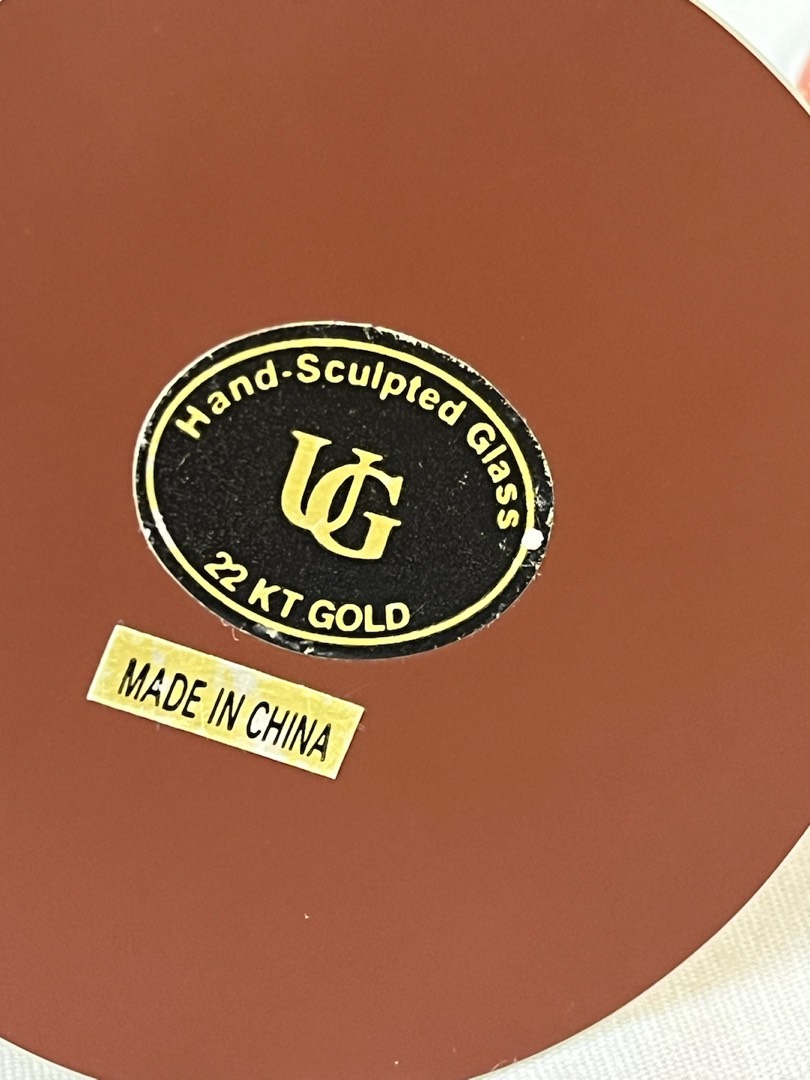 Hand-Sculpted Glass
UG
22 KT GOLD
MADE IN CHINA